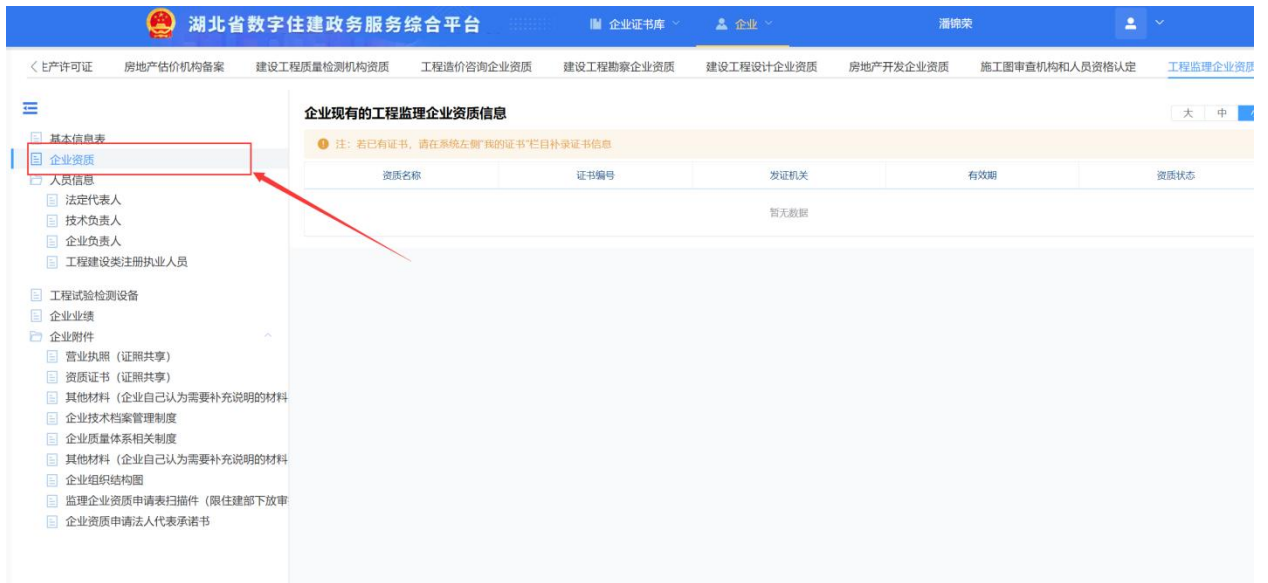 湖北省数字住建政务服务综合平台
企业证书库
企业
潘锦荣
生产许可证
房地产估价机构备案
建设工程质量检测机构资质
工程造价咨询企业资质
建设工程勘察企业资质
建设工程设计企业资质
房地产开发企业资质
施工图审查机构和人员资格认定
工程监理企业资质
基本信息表
企业资质
人员信息
法定代表人
技术负责人
企业负责人
工程建设类注册执业人员
工程试验检测设备
企业业绩
企业附件
营业执照（证照共享）
资质证书（证照共享）
其他材料（企业自己认为需要补充说明的材料
企业技术档案管理制度
企业质量体系相关制度
其他材料（企业自己认为需要补充说明的材料
企业组织结构图
监理企业资质申请表扫描件（限住建部下放审
企业资质申请法人代表承诺书
企业现有的工程监理企业资质信息
大 中
注：若已有证书，请在系统左侧"我的证书"栏目补录证书信息
资质名称 证书编号 发证机关 有效期 资质状态
暂无数据